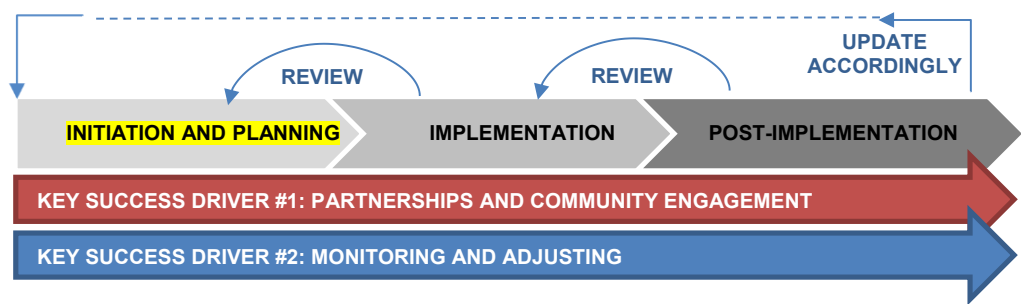 UPDATE
ACCORDINGLY
REVIEW
REVIEW
INITIATION AND PLANNING
IMPLEMENTATION
POST-IMPLEMENTATION
KEY SUCCESS DRIVER #1: PARTNERSHIPS AND COMMUNITY ENGAGEMENT
KEY SUCCESS DRIVER #2: MONITORING AND ADJUSTING